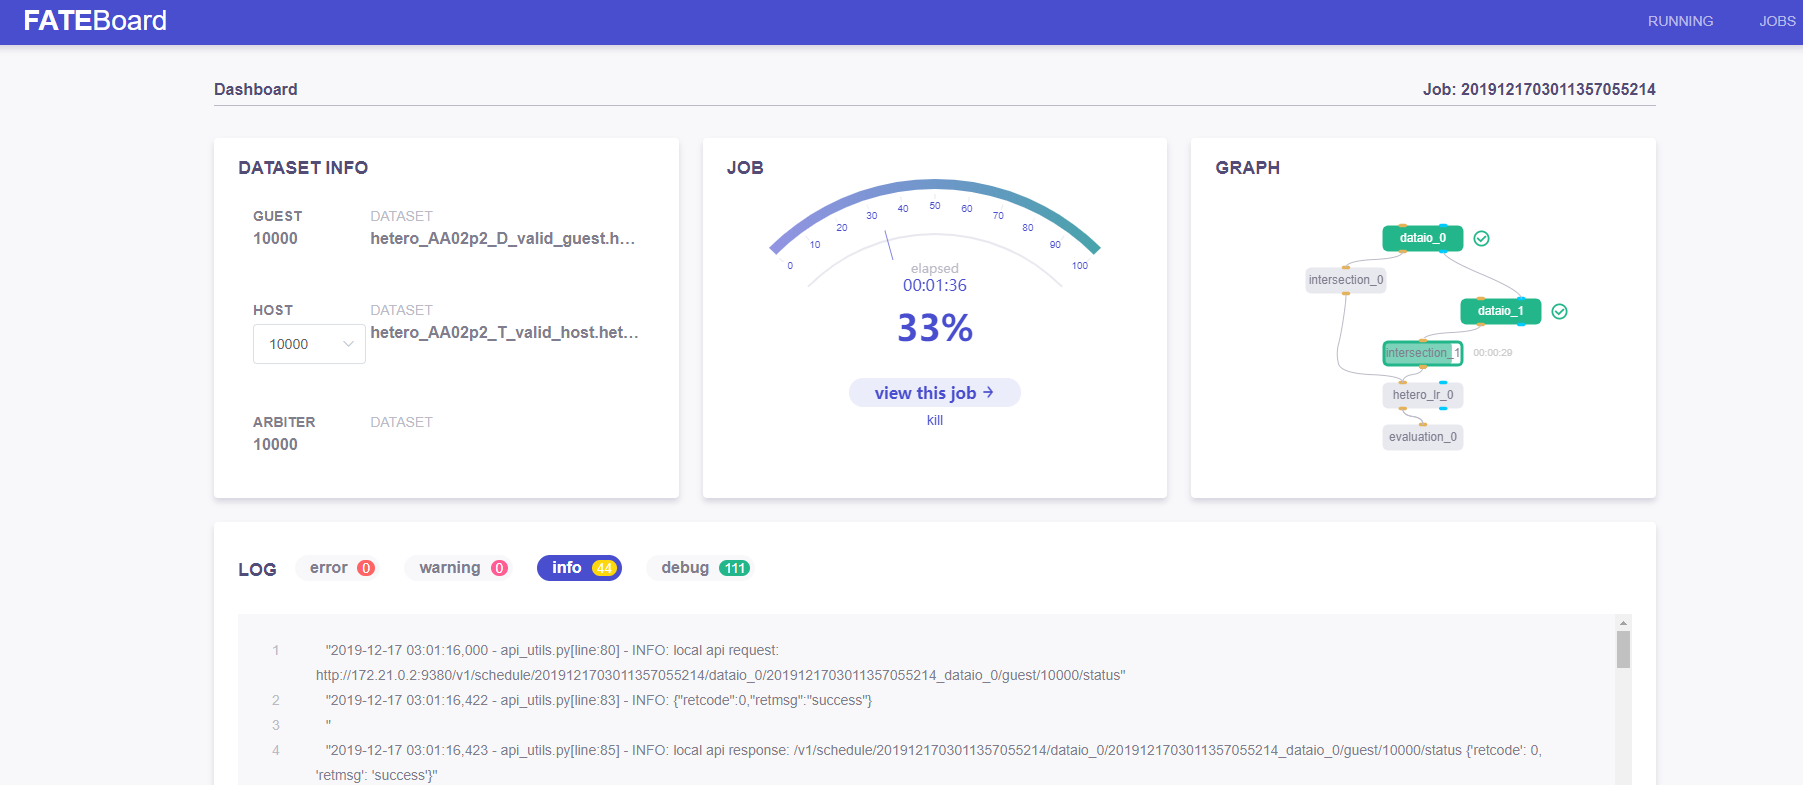 FATEBoard
RUNNING
JOBS
Dashboard
Job: 2019121703011357055214
DATASET INFO
GUEST
DATASET
10000
hetero_AA02p2_D_valid_guest.h...
HOST
DATASET
10000
hetero_AA02p2_T_valid_host.het...
ARBITER
DATASET
10000
JOB
0
10
20
30
40
50
60
70
80
90
100
elapsed
00:01:36
33%
view this job →
kill
GRAPH
dataio_0
intersection_0
dataio_1
intersection_1
00:00:29
hetero_lr_0
evaluation_0
LOG
error 0
warning 0
info 44
debug 111
1 "2019-12-17 03:01:16,000 - api_utils.py[line:80] - INFO: local api request:
http://172.21.0.2:9380/v1/schedule/2019121703011357055214/dataio_0/2019121703011357055214_dataio_0/guest/10000/status"
2 "2019-12-17 03:01:16,422 - api_utils.py[line:83] - INFO: {"retcode":0,"retmsg":"success"}
3 "
4 "2019-12-17 03:01:16,423 - api_utils.py[line:85] - INFO: local api response: /v1/schedule/2019121703011357055214/dataio_0/2019121703011357055214_dataio_0/guest/10000/status {'retcode': 0,
'retmsg': 'success'}"